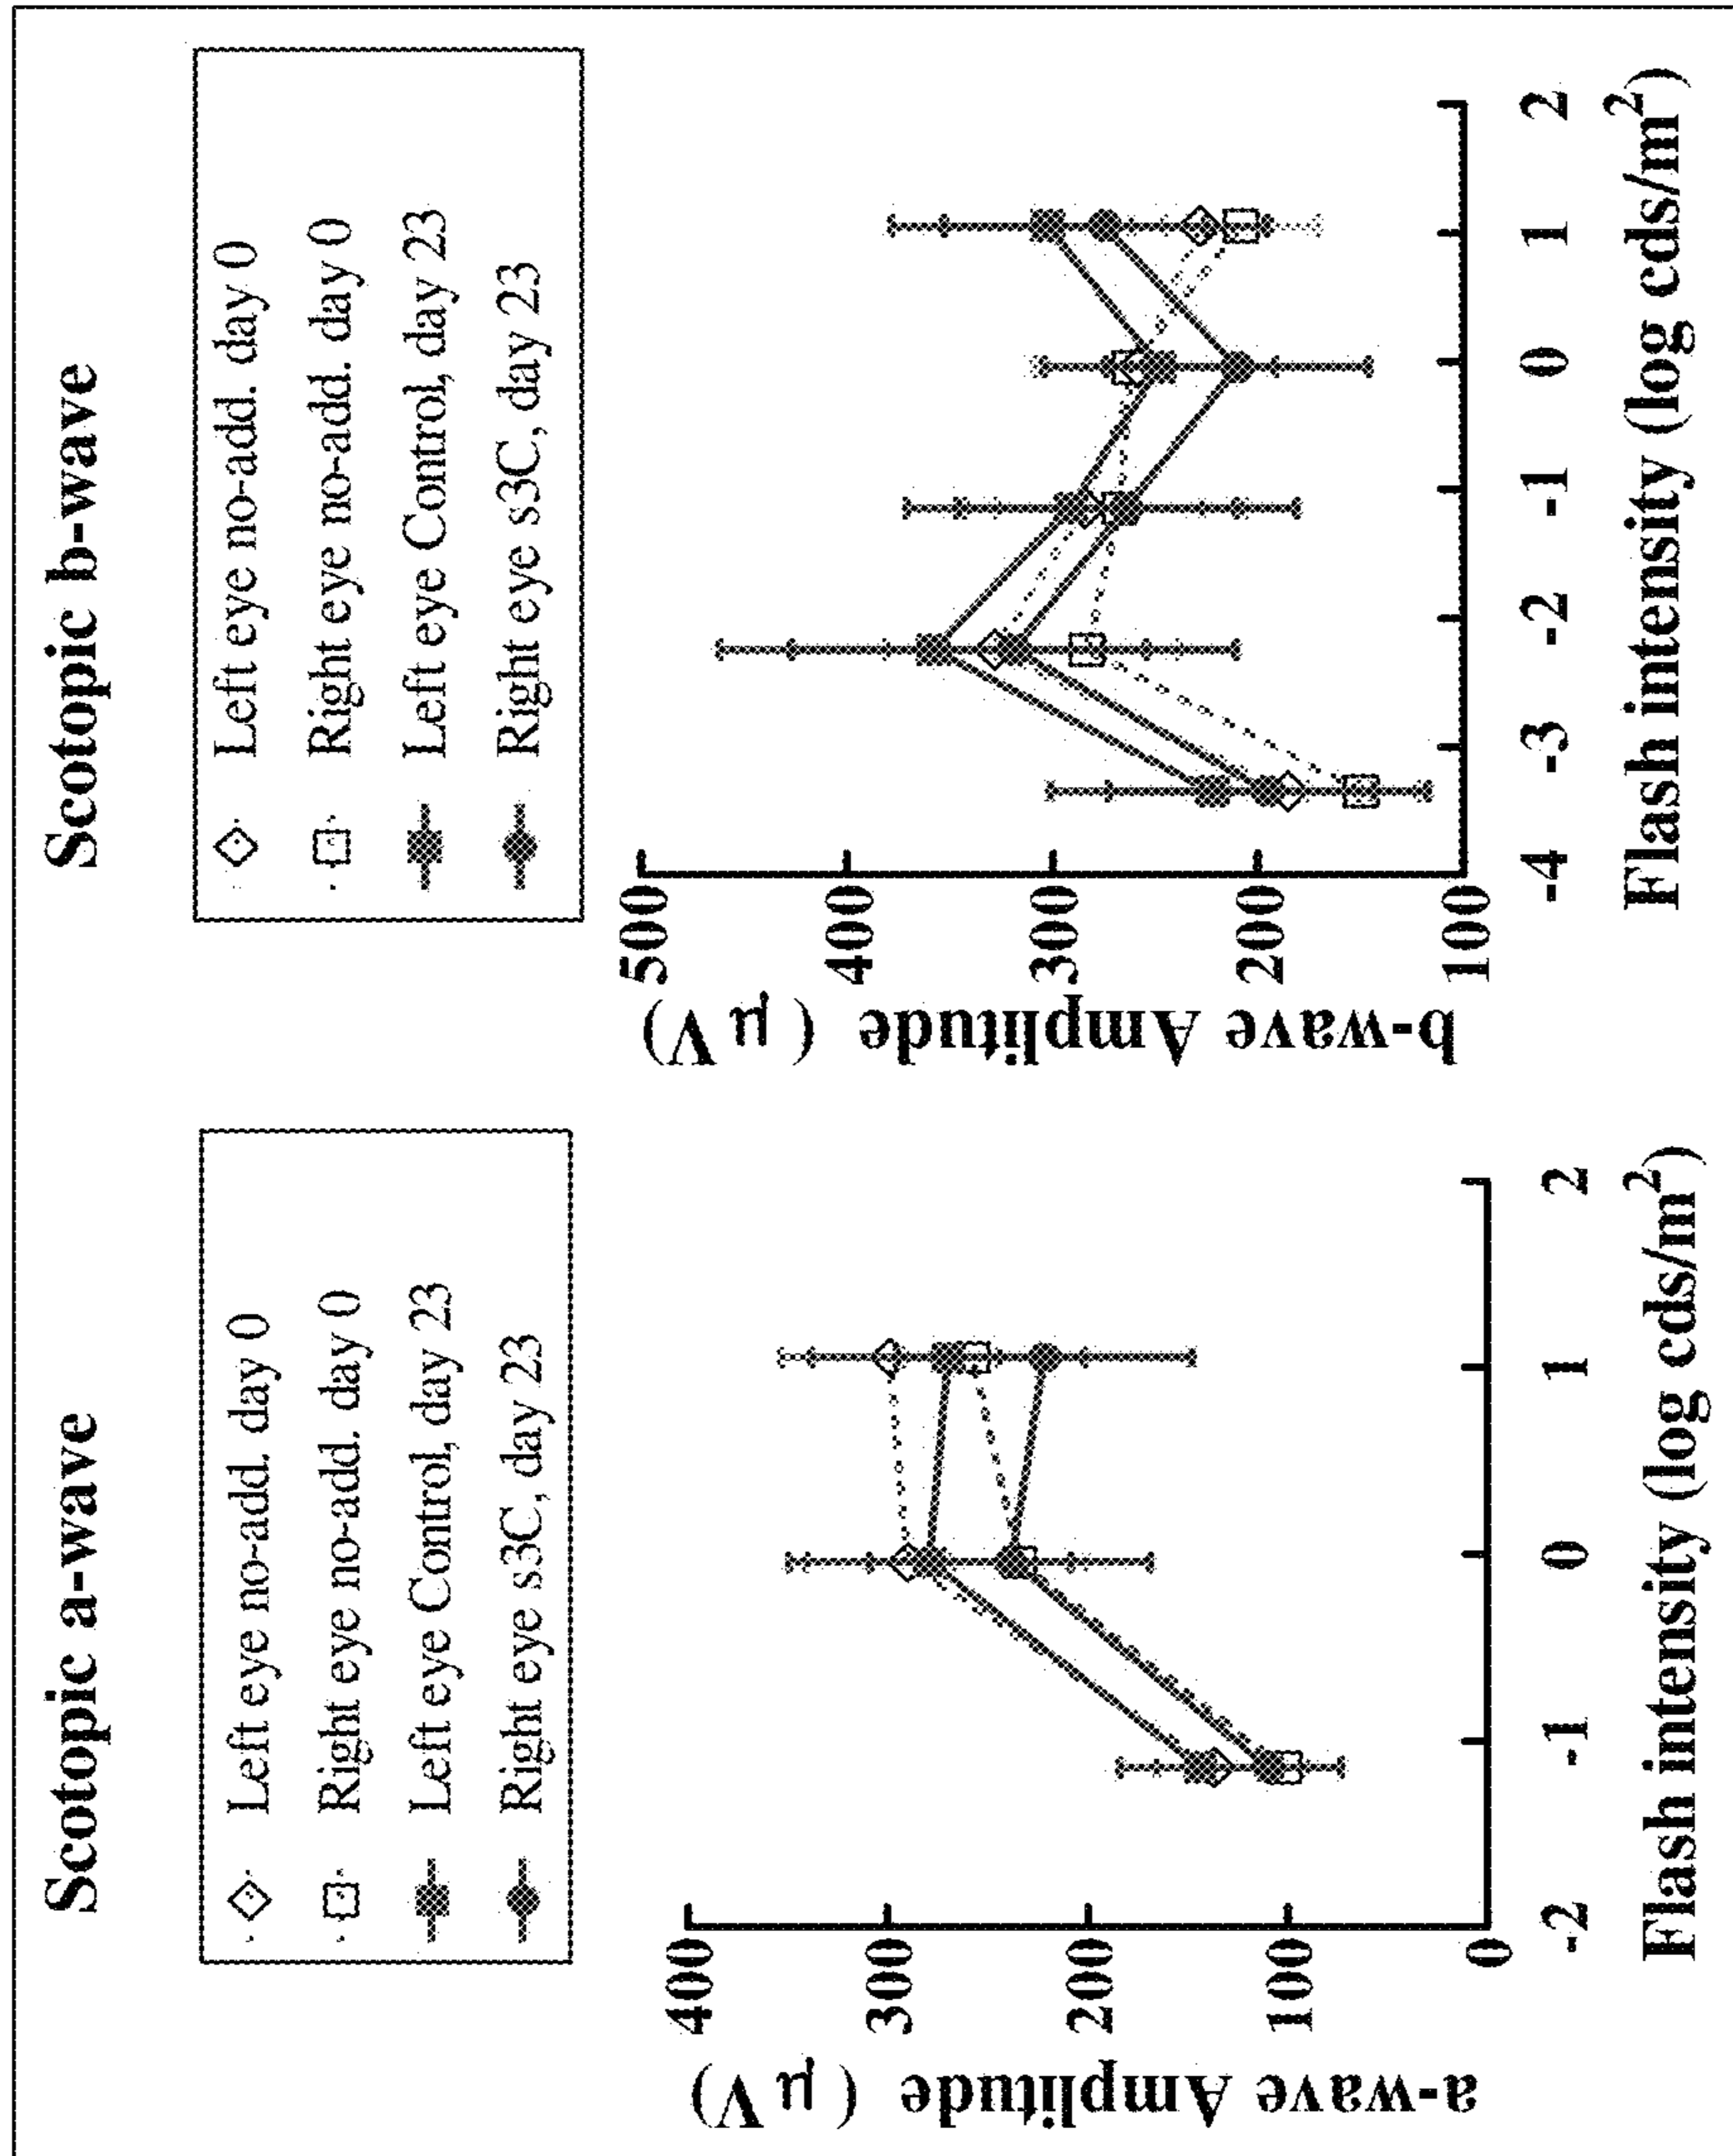 Scotopic a-wave
Left eye no-add. day 0
Right eye no-add. day 0
Left eye Control, day 23
Right eye s3C, day 23
a-wave Amplitude ( μV)
400
300
200
100
0
-2 -1 0 1 2
Flash intensity (log cds/m²)
Scotopic b-wave
Left eye no-add. day 0
Right eye no-add. day 0
Left eye Control, day 23
Right eye s3C, day 23
b-wave Amplitude ( μV)
500
400
300
200
100
-4 -3 -2 -1 0 1 2
Flash intensity (log cds/m²)